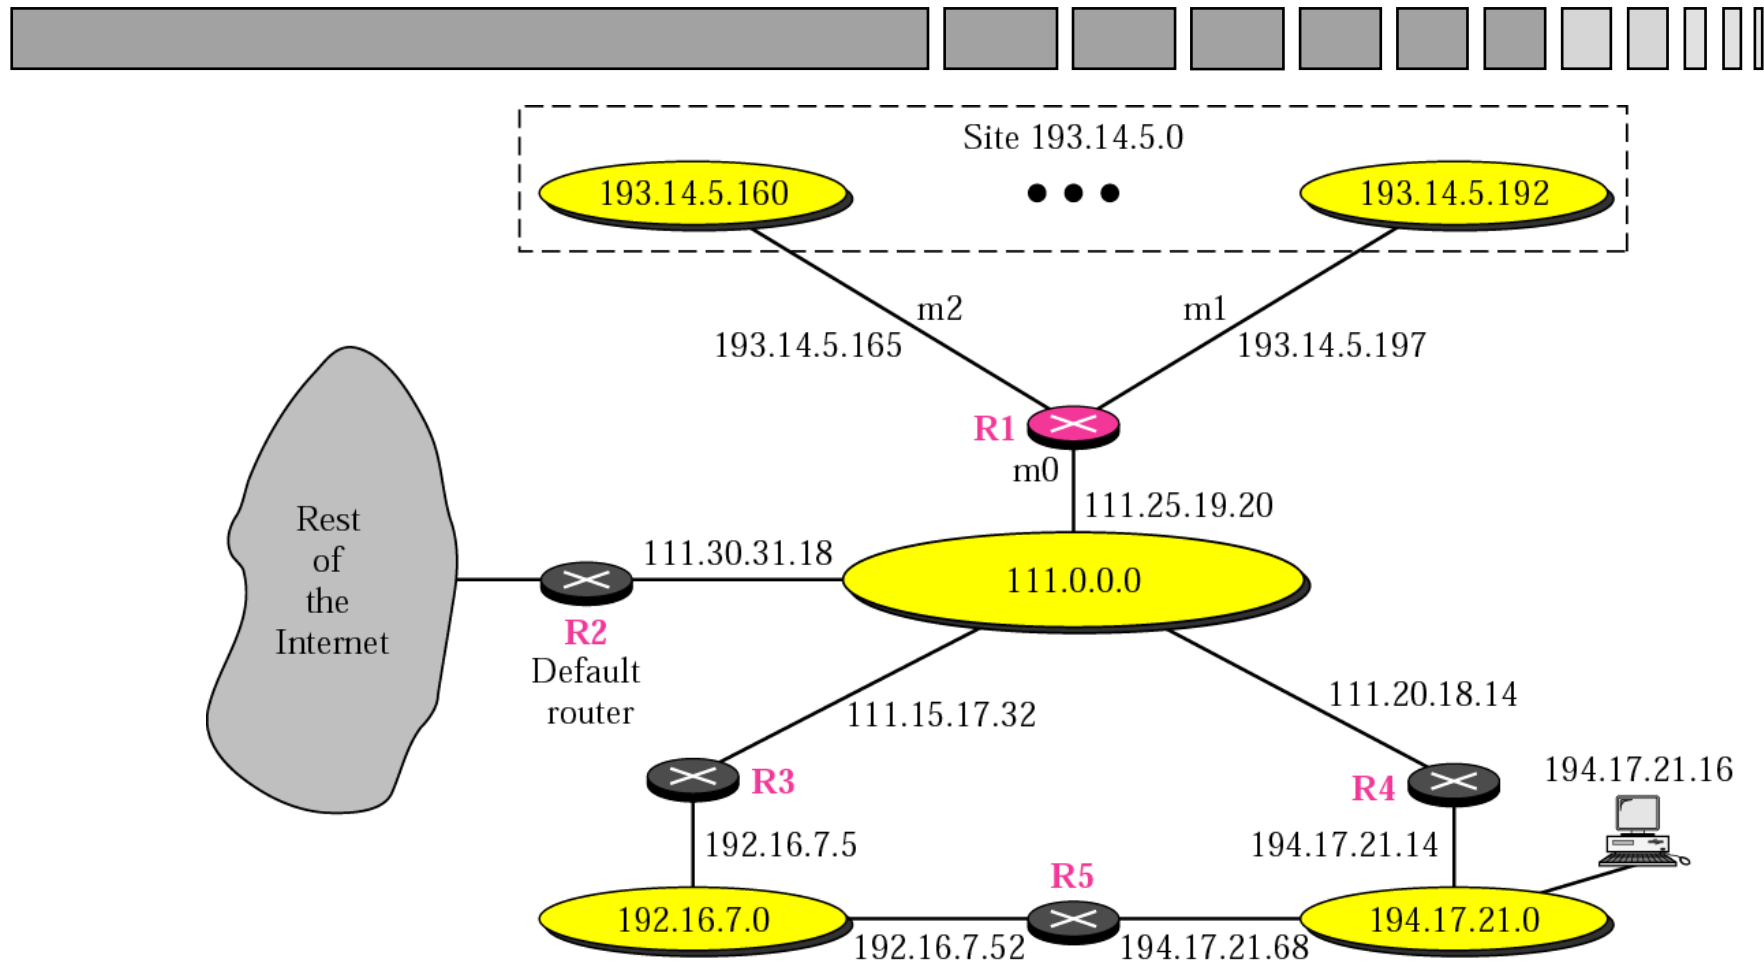 Site 193.14.5.0
193.14.5.160
193.14.5.192
m2
m1
193.14.5.165
193.14.5.197
R1
m0
111.25.19.20
Rest
of
the
Internet
111.30.31.18
111.0.0.0
R2
Default
router
111.15.17.32
111.20.18.14
R3
R4
194.17.21.16
192.16.7.5
194.17.21.14
R5
192.16.7.0
194.17.21.0
192.16.7.52
194.17.21.68